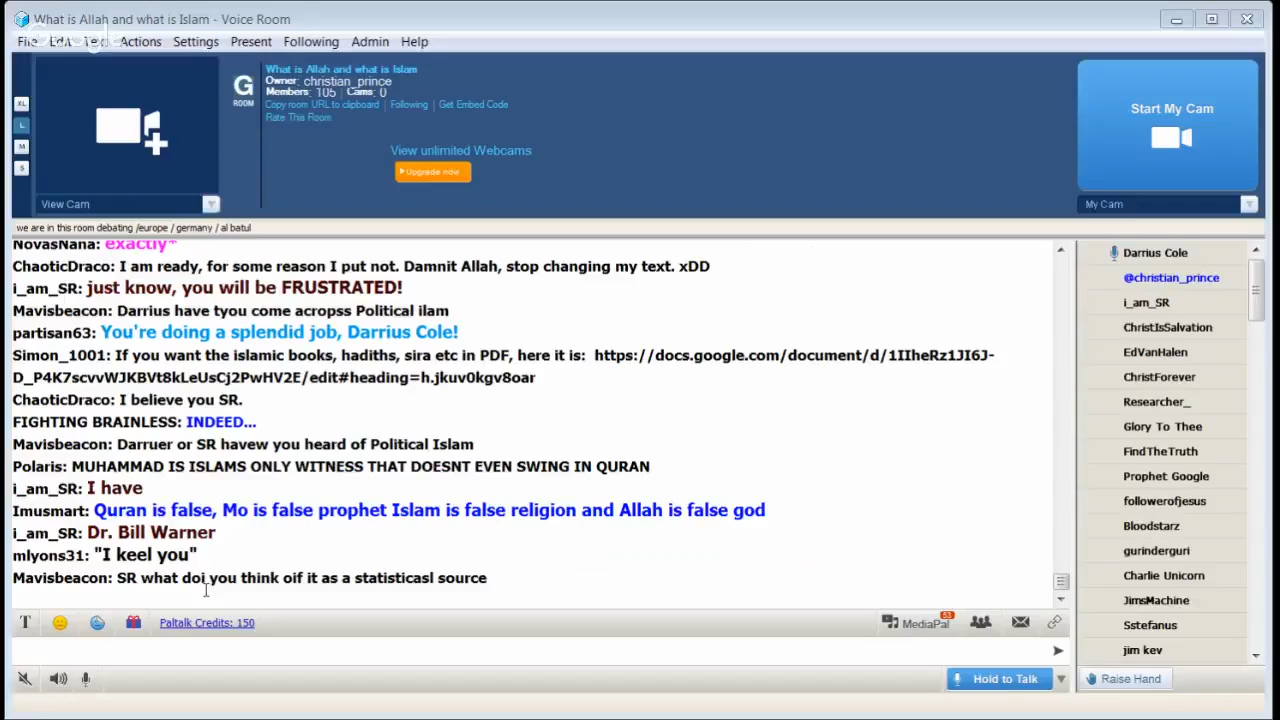 What is Allah and what is Islam - Voice Room
Google
File Edit Text Actions Settings Present Following Admin Help
XL
L
M
S
View Cam
G
ROOM
What is Allah and what is Islam
Owner: christian_prince
Members: 105 Cams: 0
Copy room URL to clipboard | Following | Get Embed Code
Rate This Room
View unlimited Webcams
Upgrade now
Start My Cam
My Cam
we are in this room debating /europe / germany / al batul
NovasNana: exactly*
ChaoticDraco: I am ready, for some reason I put not. Damnit Allah, stop changing my text. xDD
i_am_SR: just know, you will be FRUSTRATED!
Mavisbeacon: Darrius have tyou come acropss Political ilam
partisan63: You're doing a splendid job, Darrius Cole!
Simon_1001: If you want the islamic books, hadiths, sira etc in PDF, here it is: https://docs.google.com/document/d/1IIheRz1JI6J-
D_P4K7scvvWJKBVt8kLeUsCj2PwHV2E/edit#heading=h.jkuv0kgv8oar
ChaoticDraco: I believe you SR.
FIGHTING BRAINLESS: INDEED...
Mavisbeacon: Darruer or SR havew you heard of Political Islam
Polaris: MUHAMMAD IS ISLAMS ONLY WITNESS THAT DOESNT EVEN SWING IN QURAN
i_am_SR: I have
Imusmart: Quran is false, Mo is false prophet Islam is false religion and Allah is false god
i_am_SR: Dr. Bill Warner
mlyons31: "I keel you"
Mavisbeacon: SR what doi you think oif it as a statisticasl source
Darrius Cole
@christian_prince
i_am_SR
ChristIsSalvation
EdVanHalen
ChristForever
Researcher_
Glory To Thee
FindTheTruth
Prophet Google
followerofjesus
Bloodstarz
gurinderguri
Charlie Unicorn
JimsMachine
Sstefanus
jim kev
T
Paltalk Credits: 150
MediaPal
53
Hold to Talk
Raise Hand